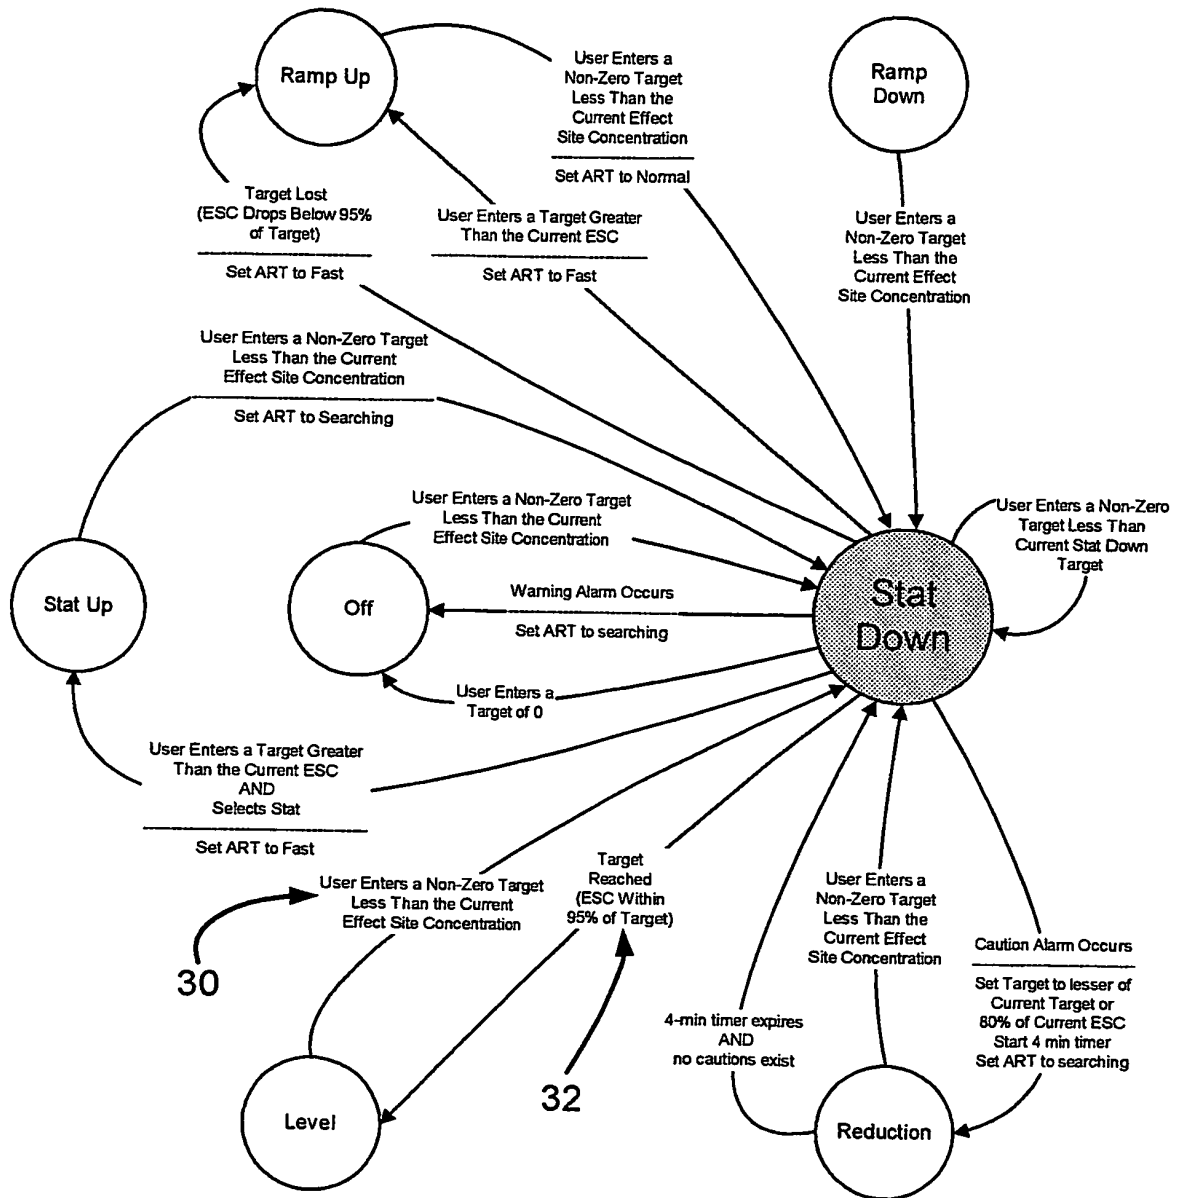 Ramp Up
User Enters a
Non-Zero Target
Less Than the
Current Effect
Site Concentration
Set ART to Normal
Ramp
Down
User Enters a
Non-Zero Target
Less Than the
Current Effect
Site Concentration
Target Lost
(ESC Drops Below 95%
of Target)
Set ART to Fast
User Enters a Target Greater
Than the Current ESC
Set ART to Fast
User Enters a Non-Zero Target
Less Than the Current
Effect Site Concentration
Set ART to Searching
User Enters a Non-Zero Target
Less Than the Current
Effect Site Concentration
User Enters a Non-Zero
Target Less Than
Current Stat Down
Target
Stat Up
Off
Warning Alarm Occurs
Set ART to searching
Stat
Down
User Enters a
Target of 0
User Enters a Target Greater
Than the Current ESC
AND
Selects Stat
Set ART to Fast
30
User Enters a Non-Zero Target
Less Than the Current
Effect Site Concentration
Target
Reached
(ESC Within
95% of Target)
32
User Enters a
Non-Zero Target
Less Than the
Current Effect
Site Concentration
Caution Alarm Occurs
Set Target to lesser of
Current Target or
80% of Current ESC
Start 4 min timer
Set ART to searching
4-min timer expires
AND
no cautions exist
Level
Reduction